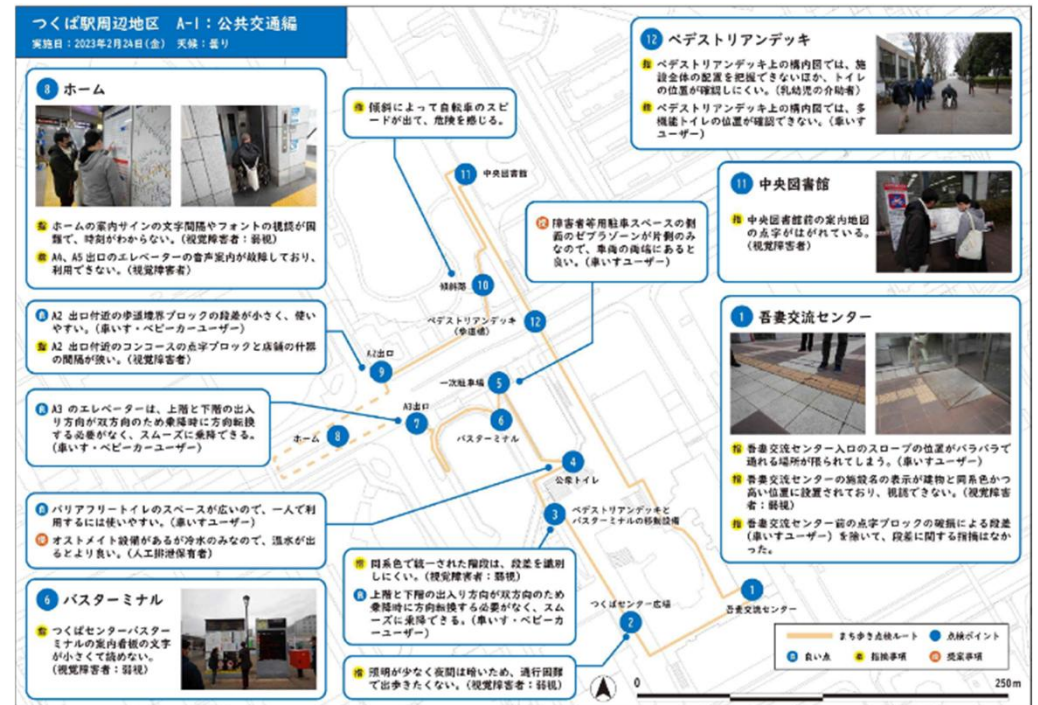 つくば駅周辺地区 A-1：公共交通編
実施日：2023年2月24日(金) 天候：曇り
8 ホーム
指 ホームの案内サインの文字間隔やフォントの視認が困
難で、時刻がわからない。(視覚障害者：弱視)
指 A4、A5 出口のエレベーターの音声案内が故障しており、
利用できない。(視覚障害者)
良 A2 出口付近の歩道境界ブロックの段差が小さく、使い
やすい。(車いす・ベビーカーユーザー)
指 A2 出口付近のコンコースの点字ブロックと店舗の什器
の間隔が狭い。(視覚障害者)
良 A3 のエレベーターは、上階と下階の出入
り方向が双方向のため乗降時に方向転換
する必要がなく、スムーズに乗降できる。
(車いす・ベビーカーユーザー)
良 バリアフリートイレのスペースが広いので、一人で利
用するには使いやすい。(車いすユーザー)
提 オストメイト設備があるが冷水のみなので、温水が出
るとより良い。(人工排泄保有者)
6 バスターミナル
指 つくばセンターバスター
ミナルの案内看板の文字
が小さくて読めない。
(視覚障害者：弱視)
指 傾斜によって自転車のスピ
ードが出て、危険を感じる。
提 障害者等用駐車スペースの側
面のゼブラゾーンが片側のみ
なので、車両の両端にあると
良い。(車いすユーザー)
11 中央図書館
傾斜路 10
ペデストリアンデッキ
(歩道橋)
12
A2出口
9
一次駐車場 5
A3出口
7
6
バスターミナル
ホーム 8
4
公衆トイレ
3 ペデストリアンデッキと
バスターミナルの移動設備
つくばセンター広場
2
1
吾妻交流センター
指 同系色で統一された階段は、段差を識別
しにくい。(視覚障害者：弱視)
良 上階と下階の出入り方向が双方向のため
乗降時に方向転換する必要がなく、スム
ーズに乗降できる。(車いす・ベビーカ
ーユーザー)
指 照明が少なく夜間は暗いため、通行困難
で出歩きたくない。(視覚障害者：弱視)
12 ペデストリアンデッキ
指 ペデストリアンデッキ上の構内図では、施
設全体の配置を把握できないほか、トイレ
の位置が確認しにくい。(乳幼児の介助者)
指 ペデストリアンデッキ上の構内図では、多
機能トイレの位置が確認できない。(車いす
ユーザー)
11 中央図書館
指 中央図書館前の案内地図
の点字がはがれている。
(視覚障害者)
1 吾妻交流センター
指 吾妻交流センター入口のスロープの位置がバラバラで
通れる場所が限られてしまう。(車いすユーザー)
指 吾妻交流センターの施設名の表示が建物と同系色かつ
高い位置に設置されており、視認できない。(視覚障害
者：弱視)
指 吾妻交流センター前の点字ブロックの破損による段差
(車いすユーザー) を除いて、段差に関する指摘はなか
った。
まち歩き点検ルート 点検ポイント
良 良い点 指 指摘事項 提 提案事項
0 250m